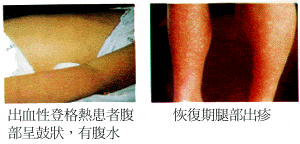 出血性登格熱患者腹
部呈鼓狀，有腹水
恢復期腿部出疹